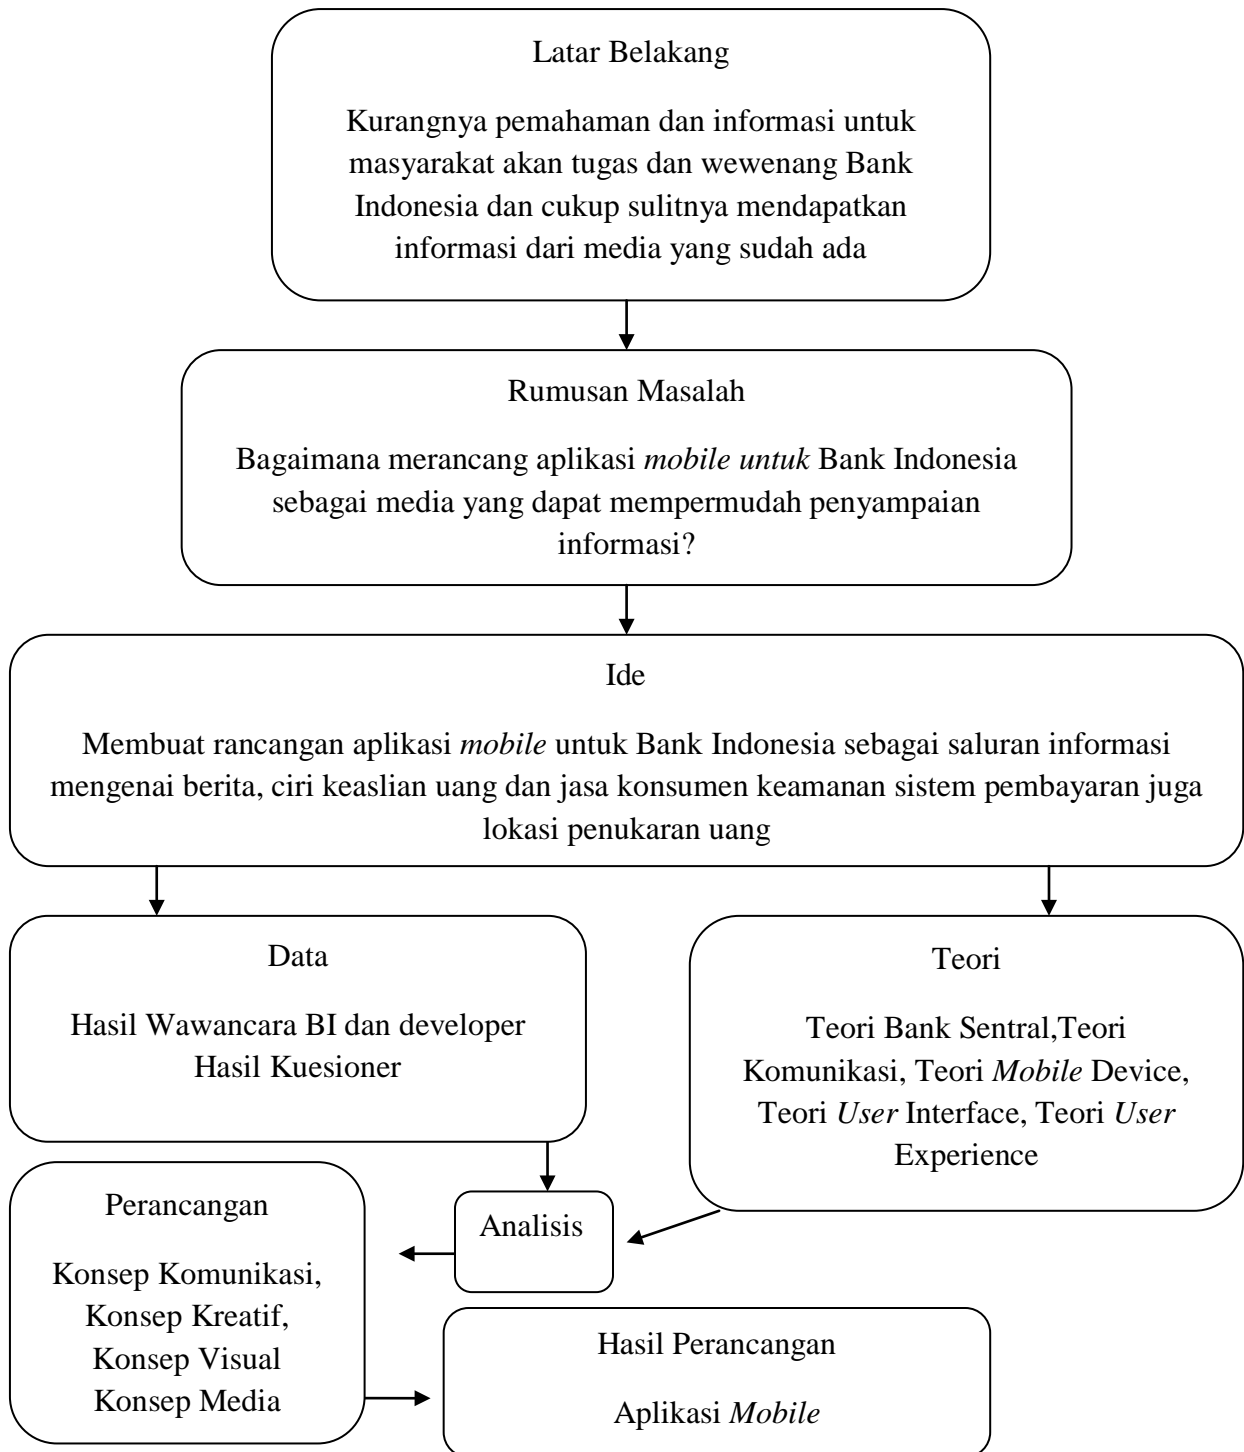 Latar Belakang
Kurangnya pemahaman dan informasi untuk
masyarakat akan tugas dan wewenang Bank
Indonesia dan cukup sulitnya mendapatkan
informasi dari media yang sudah ada
Rumusan Masalah
Bagaimana merancang aplikasi mobile untuk Bank Indonesia
sebagai media yang dapat mempermudah penyampaian
informasi?
Ide
Membuat rancangan aplikasi mobile untuk Bank Indonesia sebagai saluran informasi
mengenai berita, ciri keaslian uang dan jasa konsumen keamanan sistem pembayaran juga
lokasi penukaran uang
Data
Hasil Wawancara BI dan developer
Hasil Kuesioner
Teori
Teori Bank Sentral,Teori
Komunikasi, Teori Mobile Device,
Teori User Interface, Teori User
Experience
Analisis
Perancangan
Konsep Komunikasi,
Konsep Kreatif,
Konsep Visual
Konsep Media
Hasil Perancangan
Aplikasi Mobile